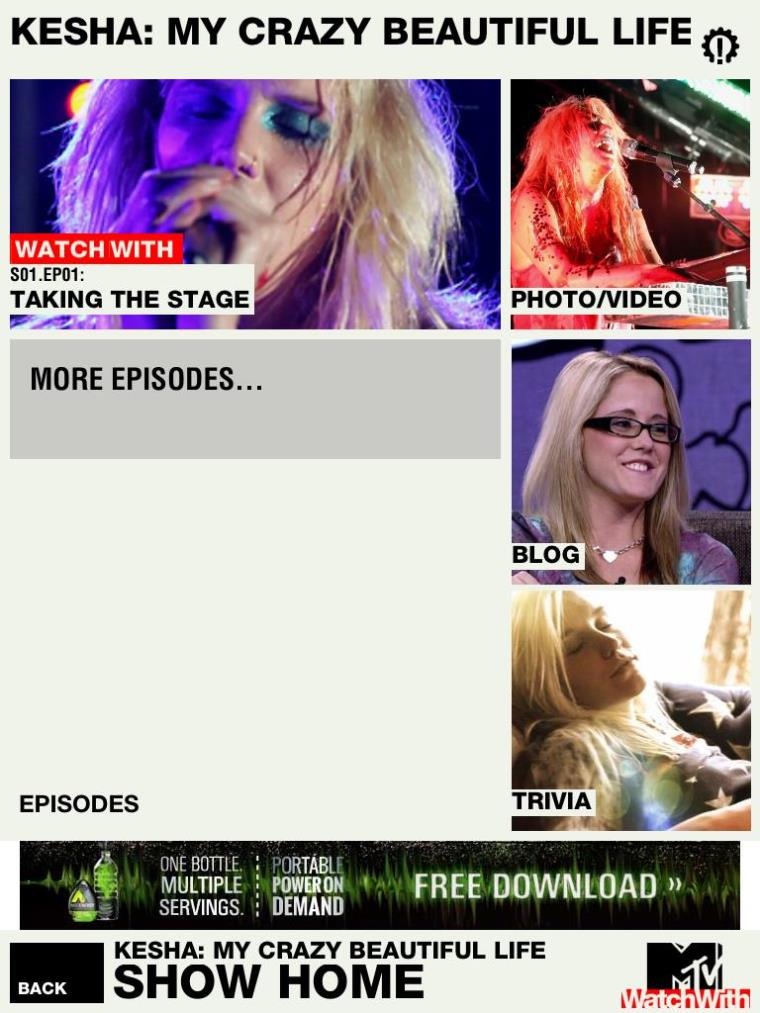 KESHA: MY CRAZY BEAUTIFUL LIFE
WATCH WITH
S01.EP01:
TAKING THE STAGE
PHOTO/VIDEO
MORE EPISODES...
BLOG
TRIVIA
EPISODES
ONE BOTTLE.
MULTIPLE
SERVINGS.
PORTABLE
POWER ON
DEMAND
FREE DOWNLOAD »
BACK
KESHA: MY CRAZY BEAUTIFUL LIFE
SHOW HOME
MTV
WatchWith